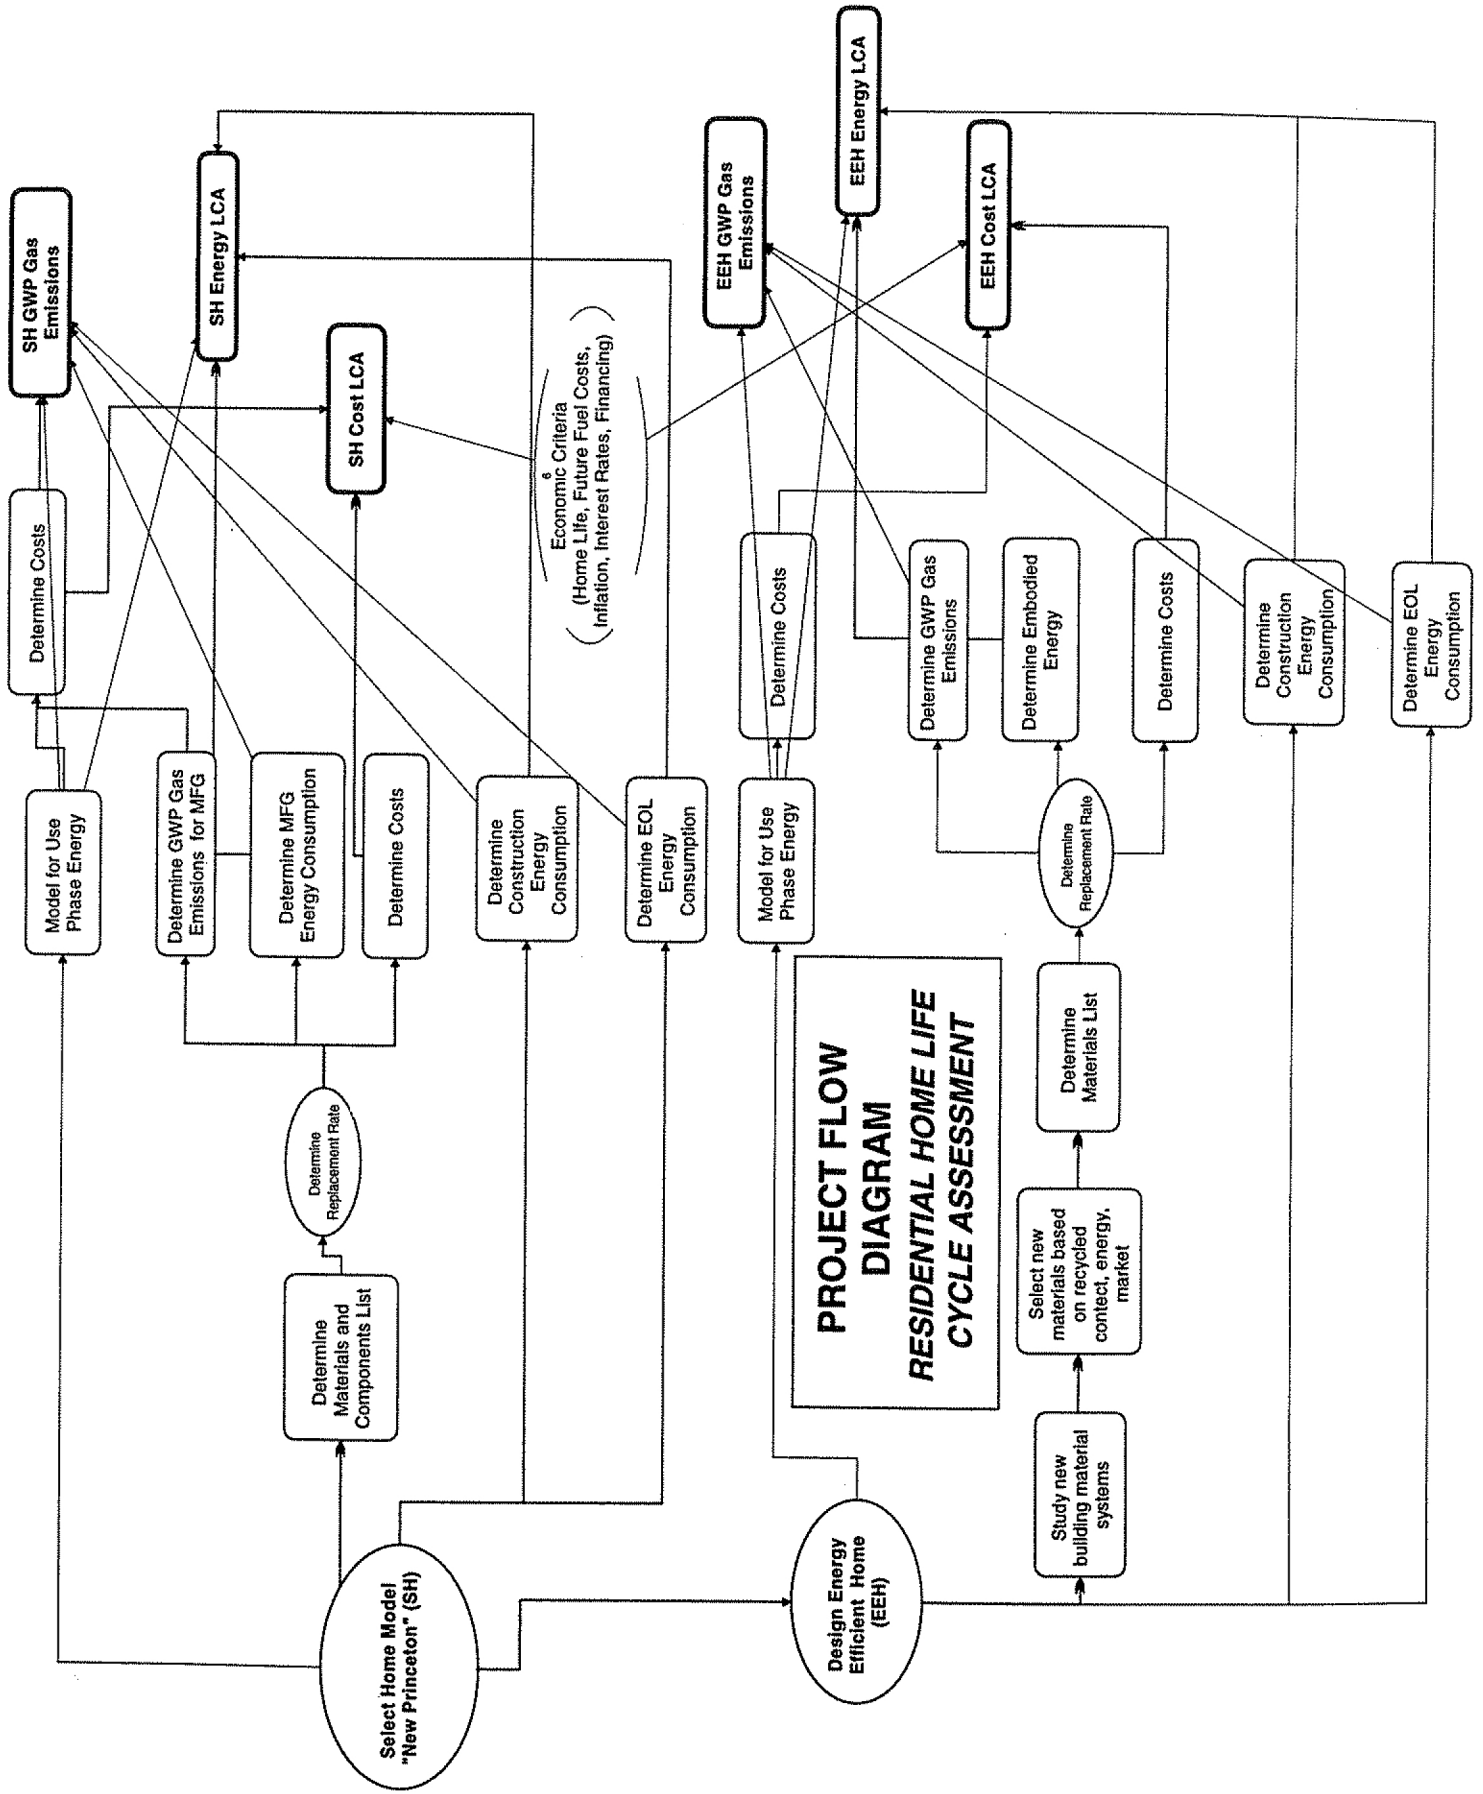 Select Home Model
"New Princeton" (SH)
Design Energy
Efficient Home
(EEH)
Determine
Materials and
Components List
Determine
Replacement Rate
Model for Use
Phase Energy
Determine GWP Gas
Emissions for MFG
Determine MFG
Energy Consumption
Determine Costs
Determine
Construction
Energy
Consumption
Determine EOL
Energy
Consumption
Determine Costs
SH GWP Gas
Emissions
SH Energy LCA
SH Cost LCA
6
Economic Criteria
(Home Life, Future Fuel Costs,
Inflation, Interest Rates, Financing)
PROJECT FLOW
DIAGRAM
RESIDENTIAL HOME LIFE
CYCLE ASSESSMENT
Study new
building material
systems
Select new
materials based
on recycled
contect, energy,
market
Determine
Materials List
Determine
Replacement Rate
Model for Use
Phase Energy
Determine Costs
Determine GWP Gas
Emissions
Determine Embodied
Energy
Determine Costs
Determine
Construction
Energy
Consumption
Determine EOL
Energy
Consumption
EEH GWP Gas
Emissions
EEH Energy LCA
EEH Cost LCA